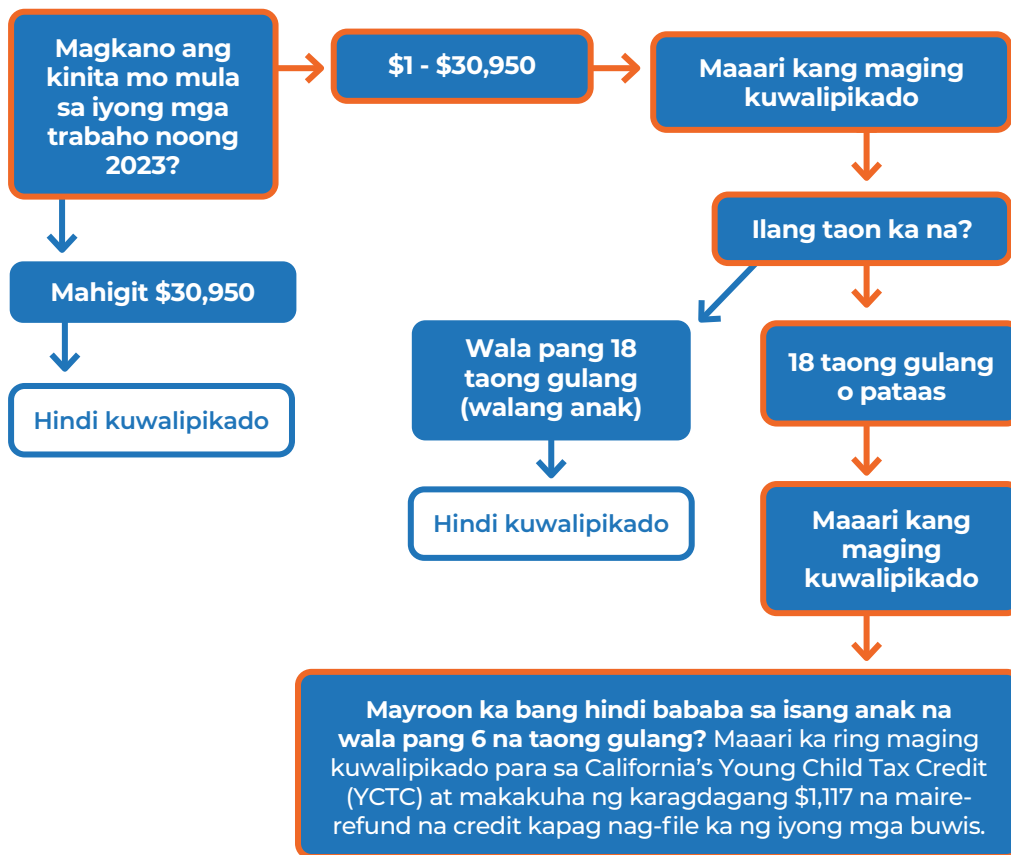 Magkano ang
kinita mo mula
sa iyong mga
trabaho noong
2023?
$1 - $30,950
Maaari kang maging
kuwalipikado
Ilang taon ka na?
Mahigit $30,950
Hindi kuwalipikado
Wala pang 18
taong gulang
(walang anak)
18 taong gulang
o pataas
Hindi kuwalipikado
Maaari kang
maging
kuwalipikado
Mayroon ka bang hindi bababa sa isang anak na
wala pang 6 na taong gulang? Maaari ka ring maging
kuwalipikado para sa California's Young Child Tax Credit
(YCTC) at makakuha ng karagdagang $1,117 na maire-
refund na credit kapag nag-file ka ng iyong mga buwis.